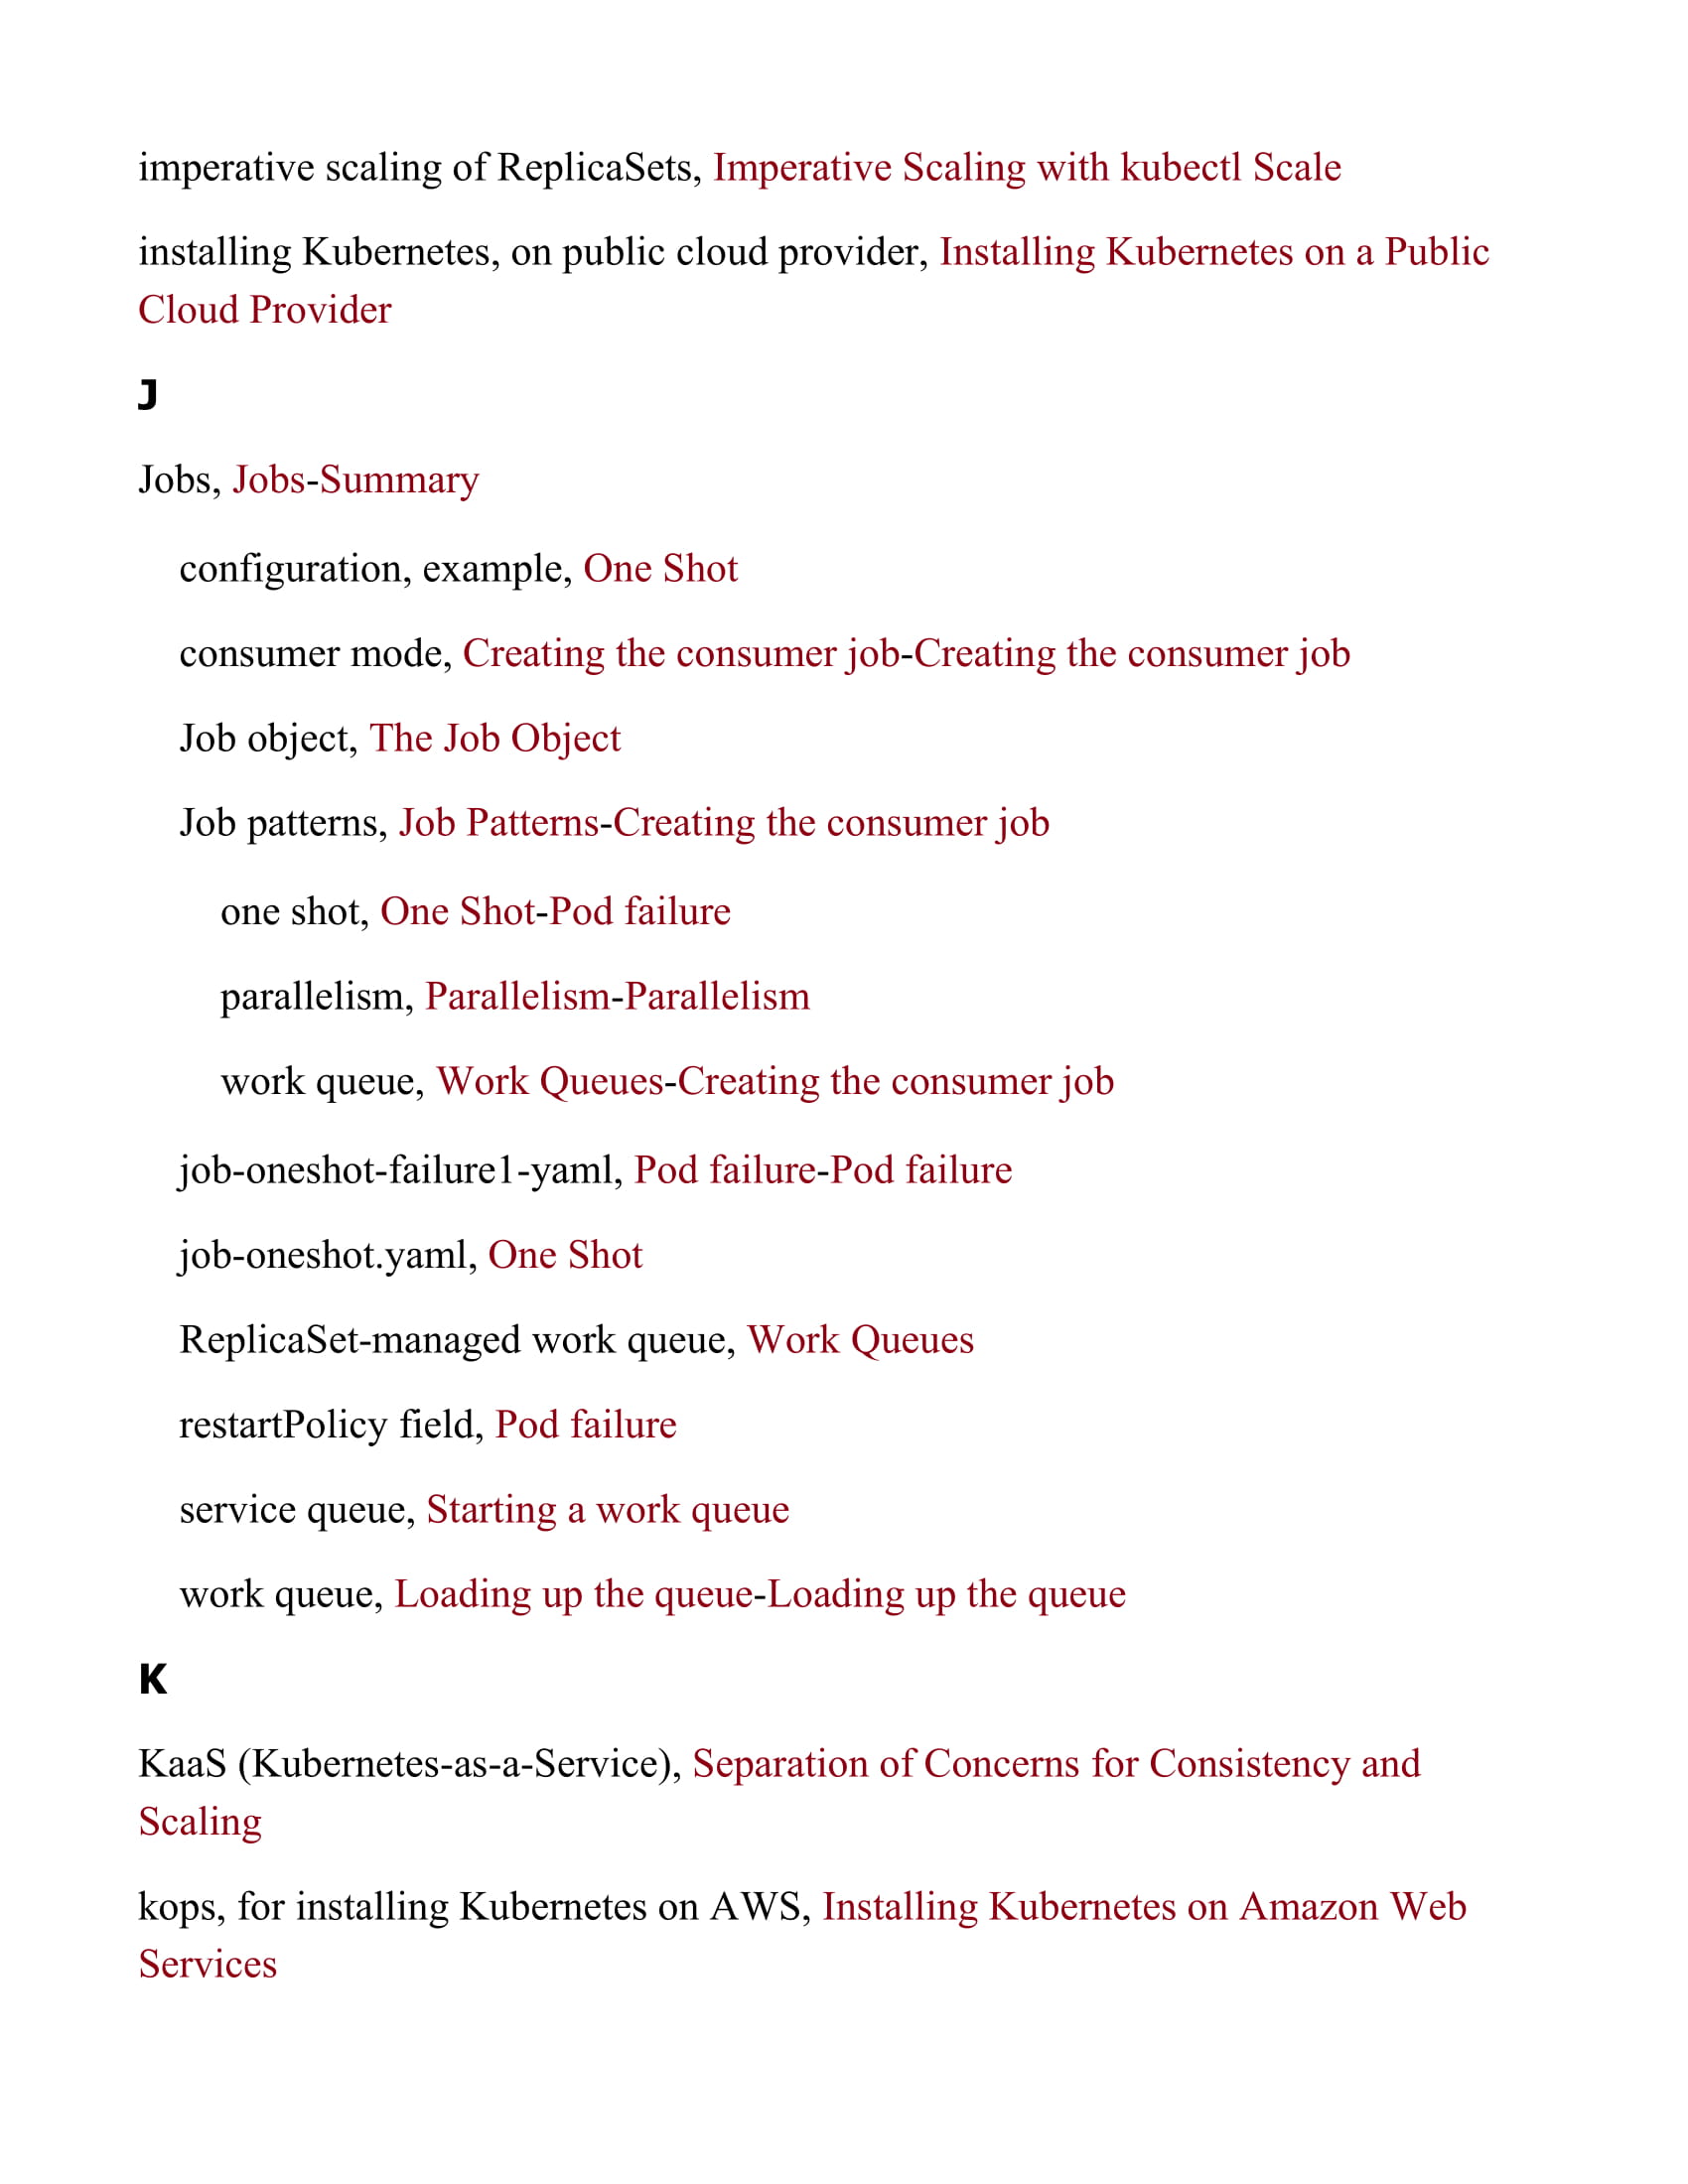 imperative scaling of ReplicaSets, Imperative Scaling with kubectl Scale
installing Kubernetes, on public cloud provider, Installing Kubernetes on a Public
Cloud Provider
J
Jobs, Jobs-Summary
configuration, example, One Shot
consumer mode, Creating the consumer job-Creating the consumer job
Job object, The Job Object
Job patterns, Job Patterns-Creating the consumer job
one shot, One Shot-Pod failure
parallelism, Parallelism-Parallelism
work queue, Work Queues-Creating the consumer job
job-oneshot-failure1-yaml, Pod failure-Pod failure
job-oneshot.yaml, One Shot
ReplicaSet-managed work queue, Work Queues
restartPolicy field, Pod failure
service queue, Starting a work queue
work queue, Loading up the queue-Loading up the queue
K
KaaS (Kubernetes-as-a-Service), Separation of Concerns for Consistency and
Scaling
kops, for installing Kubernetes on AWS, Installing Kubernetes on Amazon Web
Services